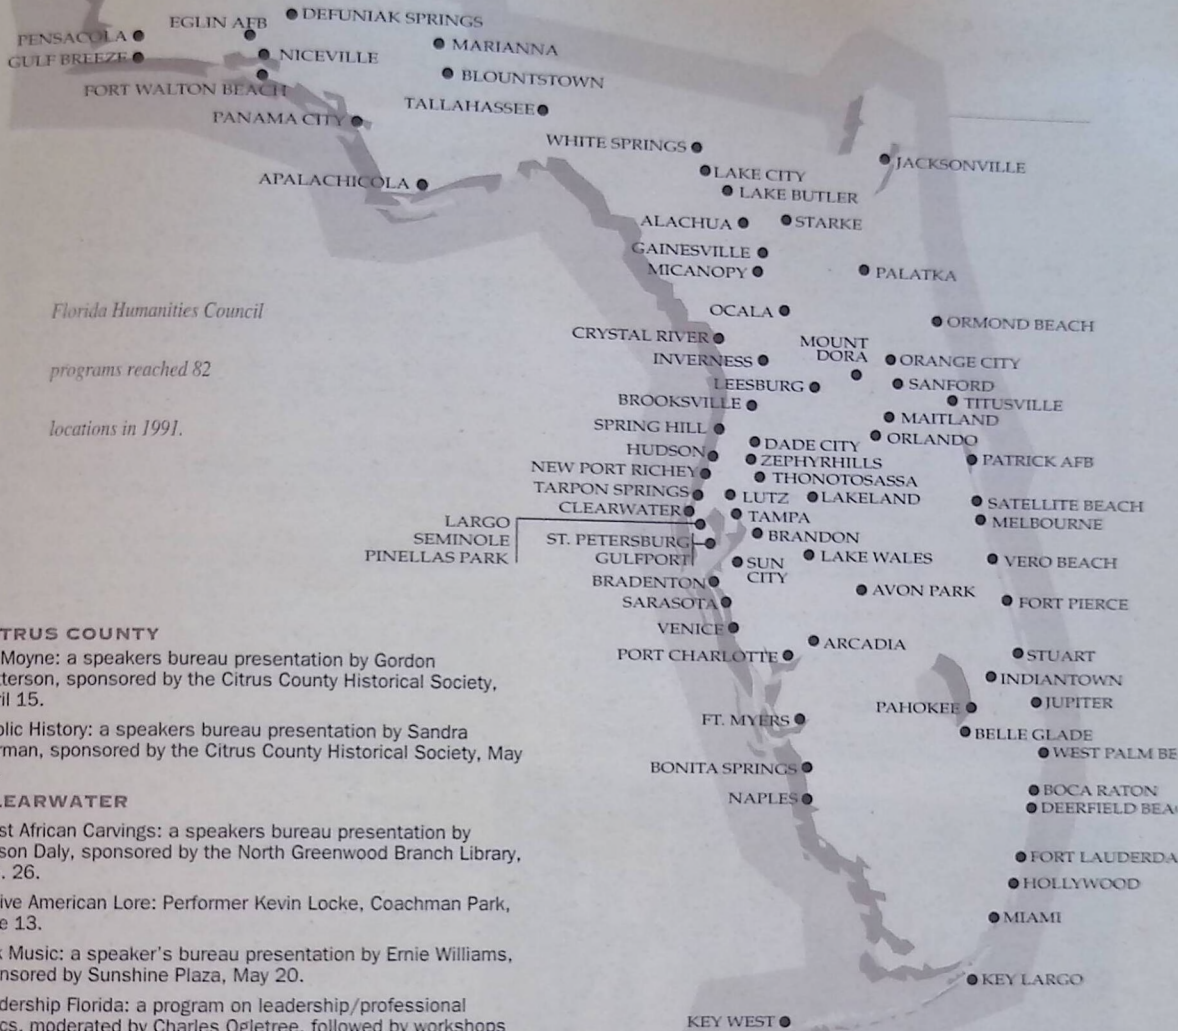 EGLIN AFB
DEFUNIAK SPRINGS
PENSACOLA
MARIANNA
GULF BREEZE
NICEVILLE
BLOUNTSTOWN
FORT WALTON BEACH
TALLAHASSEE
PANAMA CITY
WHITE SPRINGS
JACKSONVILLE
LAKE CITY
APALACHICOLA
LAKE BUTLER
ALACHUA
STARKE
GAINESVILLE
MICANOPY
PALATKA
Florida Humanities Council
programs reached 82
locations in 1991.
OCALA
ORMOND BEACH
CRYSTAL RIVER
MOUNT
DORA
INVERNESS
ORANGE CITY
LEESBURG
SANFORD
BROOKSVILLE
TITUSVILLE
MAITLAND
SPRING HILL
ORLANDO
DADE CITY
HUDSON
ZEPHYRHILLS
PATRICK AFB
NEW PORT RICHEY
THONOTOSASSA
TARPON SPRINGS
LUTZ
LAKELAND
CLEARWATER
SATELLITE BEACH
TAMPA
MELBOURNE
LARGO
SEMINOLE
PINELLAS PARK
ST. PETERSBURG
GULFPORT
BRANDON
LAKE WALES
VERO BEACH
SUN
CITY
BRADENTON
AVON PARK
SARASOTA
FORT PIERCE
VENICE
ARCADIA
PORT CHARLOTTE
STUART
INDIANTOWN
PAHOKEE
JUPITER
FT. MYERS
BELLE GLADE
WEST PALM BE
BONITA SPRINGS
BOCA RATON
NAPLES
DEERFIELD BEA
FORT LAUDERDA
HOLLYWOOD
MIAMI
KEY LARGO
KEY WEST
TRUS COUNTY
Moyne: a speakers bureau presentation by Gordon
terson, sponsored by the Citrus County Historical Society,
il 15.
lic History: a speakers bureau presentation by Sandra
rman, sponsored by the Citrus County Historical Society, May
LEARWATER
st African Carvings: a speakers bureau presentation by
son Daly, sponsored by the North Greenwood Branch Library,
. 26.
ive American Lore: Performer Kevin Locke, Coachman Park,
e 13.
k Music: a speaker's bureau presentation by Ernie Williams,
nsored by Sunshine Plaza, May 20.
dership Florida: a program on leadership/professional
cs, moderated by Charles Ogletree, followed by workshops